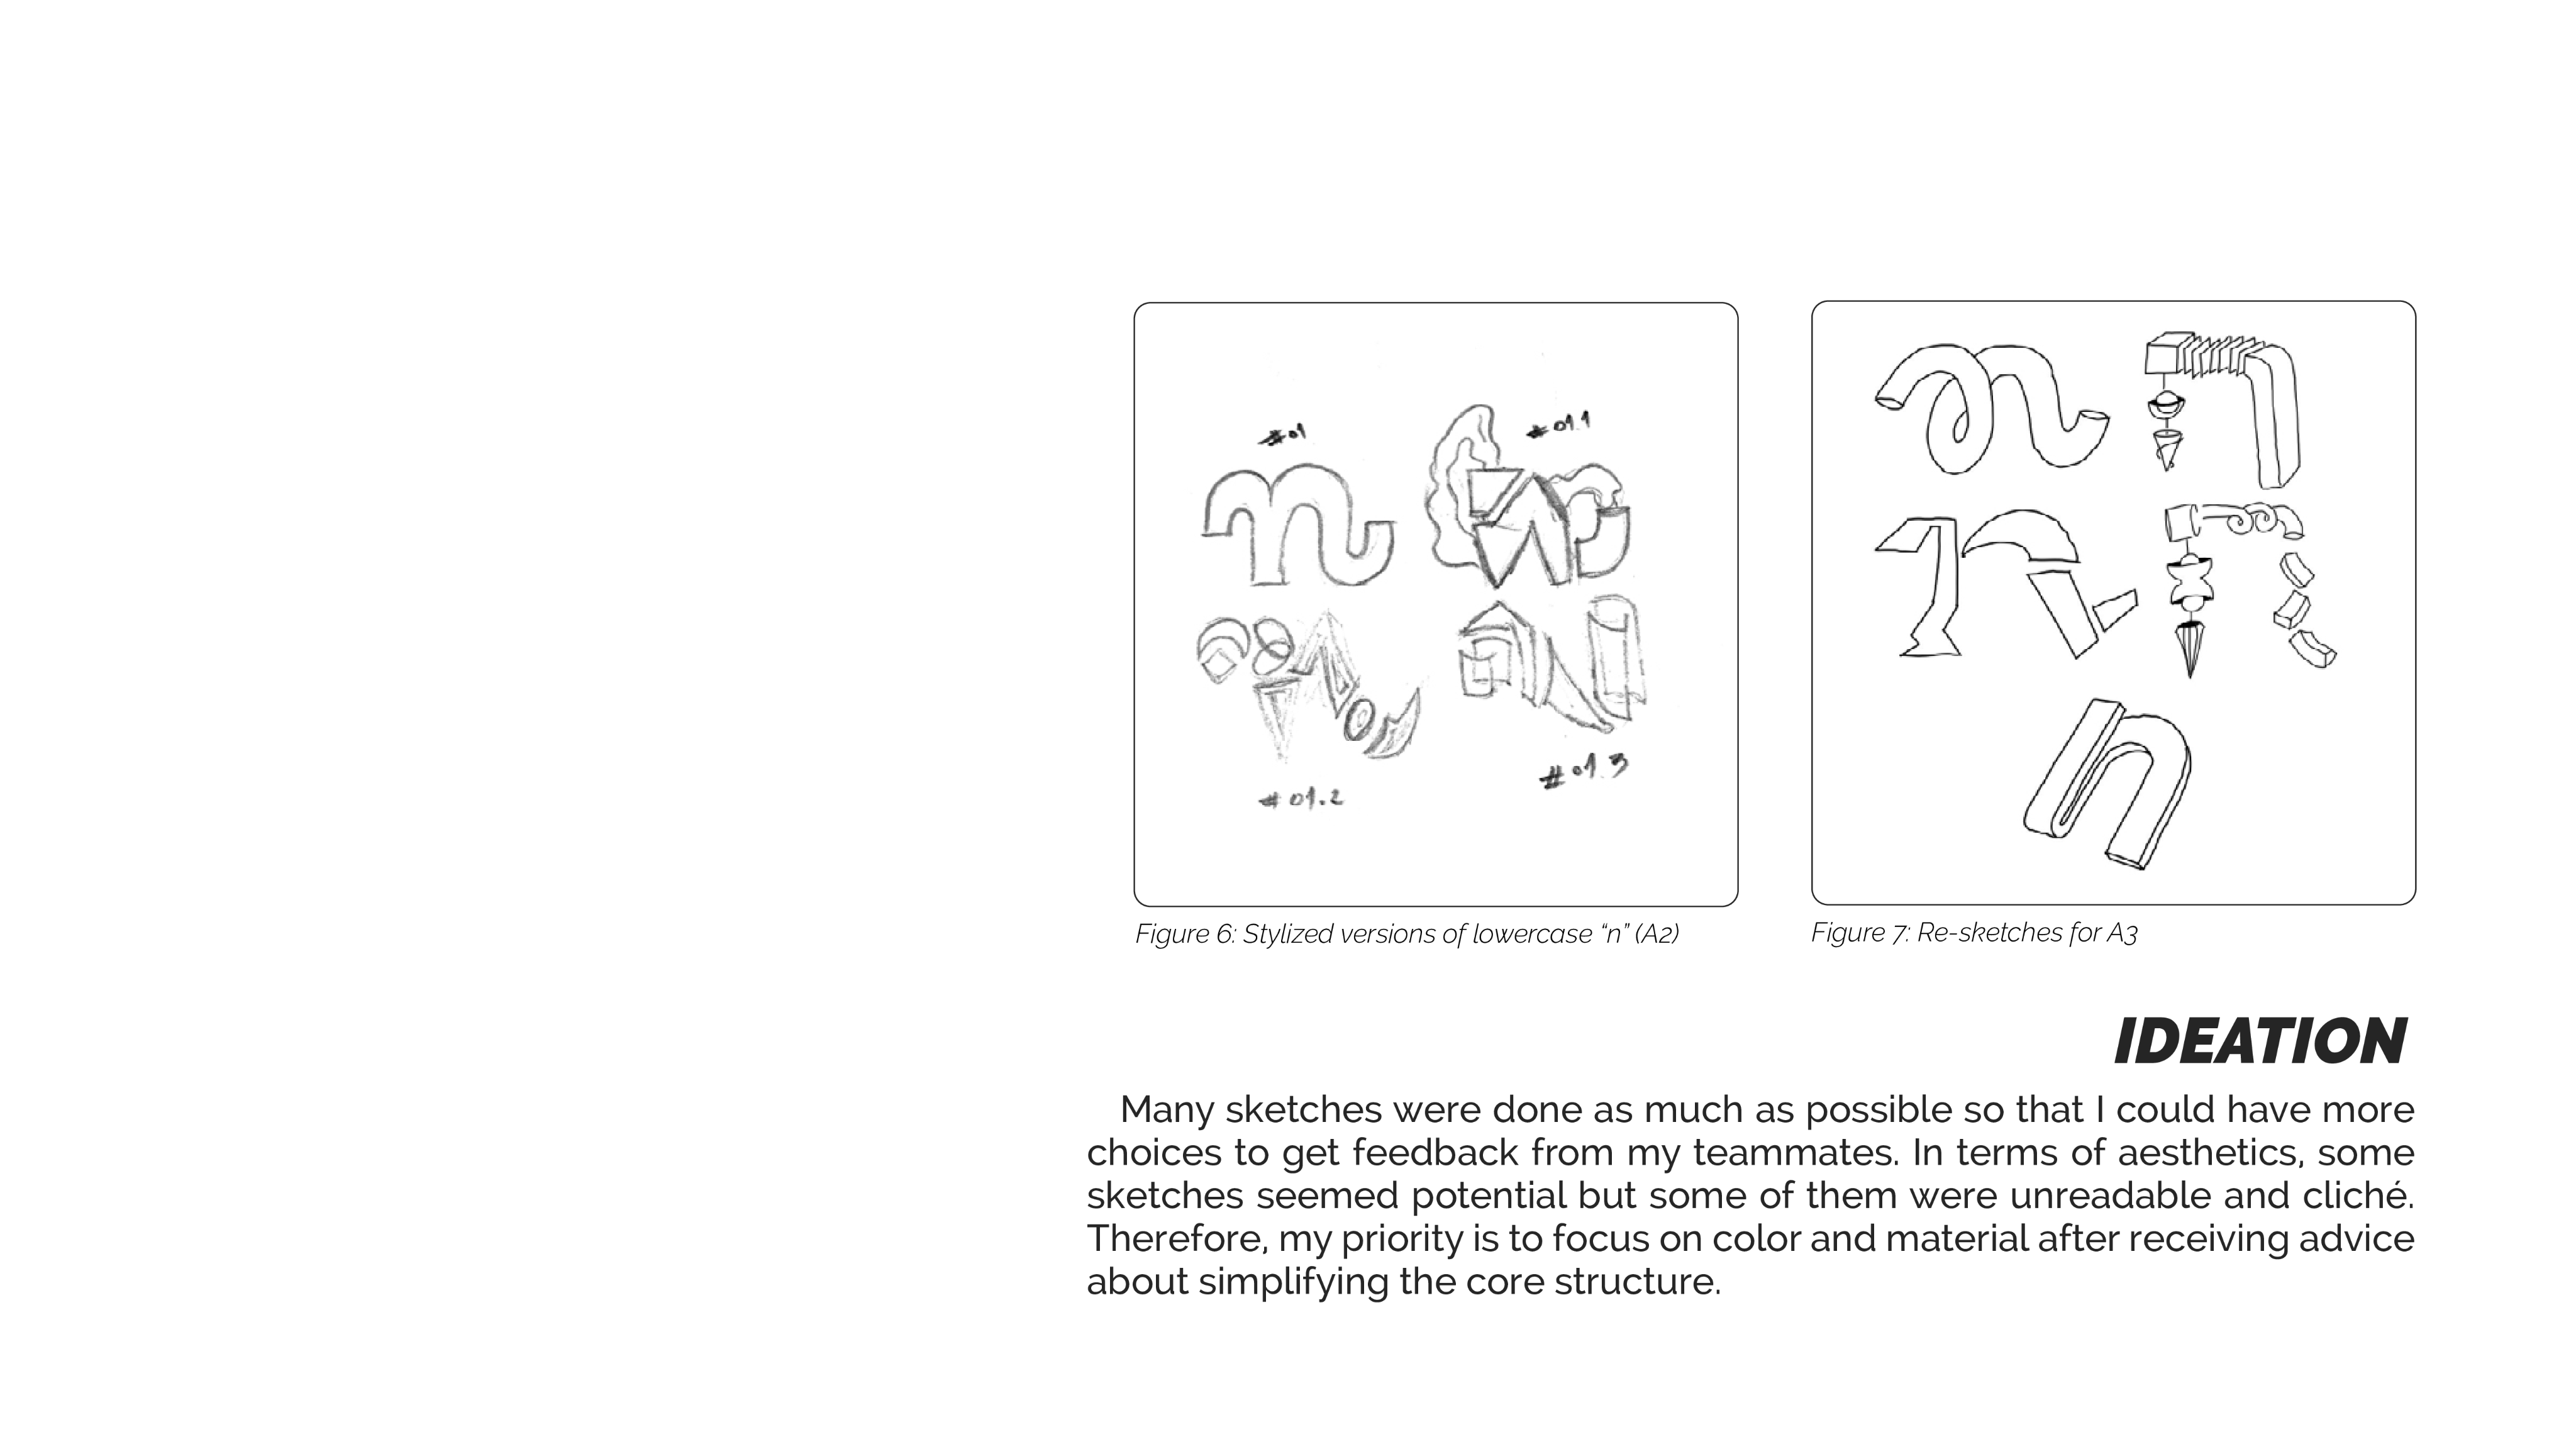 #01
#01.1
#01.2
#01.3
Figure 6: Stylized versions of lowercase “n” (A2)
Figure 7: Re-sketches for A3
IDEATION
Many sketches were done as much as possible so that I could have more
choices to get feedback from my teammates. In terms of aesthetics, some
sketches seemed potential but some of them were unreadable and cliché.
Therefore, my priority is to focus on color and material after receiving advice
about simplifying the core structure.